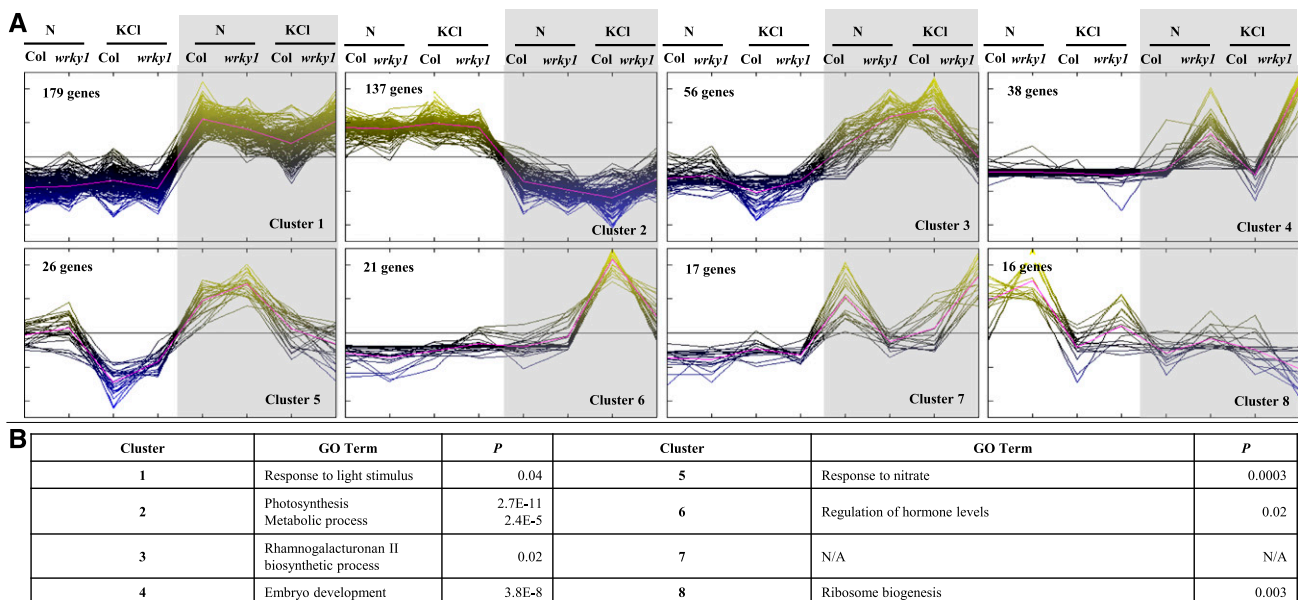 A
N KCl N KCl N KCl N KCl N KCl N KCl N KCl N KCl
Col wrky1 Col wrky1 Col wrky1 Col wrky1 Col wrky1 Col wrky1 Col wrky1 Col wrky1 Col wrky1 Col wrky1 Col wrky1 Col wrky1 Col wrky1 Col wrky1 Col wrky1 Col wrky1
179 genes 137 genes 56 genes 38 genes
Cluster 1 Cluster 2 Cluster 3 Cluster 4
26 genes 21 genes 17 genes 16 genes
Cluster 5 Cluster 6 Cluster 7 Cluster 8
B
Cluster GO Term P Cluster GO Term P
1 Response to light stimulus 0.04 5 Response to nitrate 0.0003
2 Photosynthesis 2.7E-11 6 Regulation of hormone levels 0.02
Metabolic process 2.4E-5
3 Rhamnogalacturonan II 0.02 7 N/A N/A
biosynthetic process
4 Embryo development 3.8E-8 8 Ribosome biogenesis 0.003